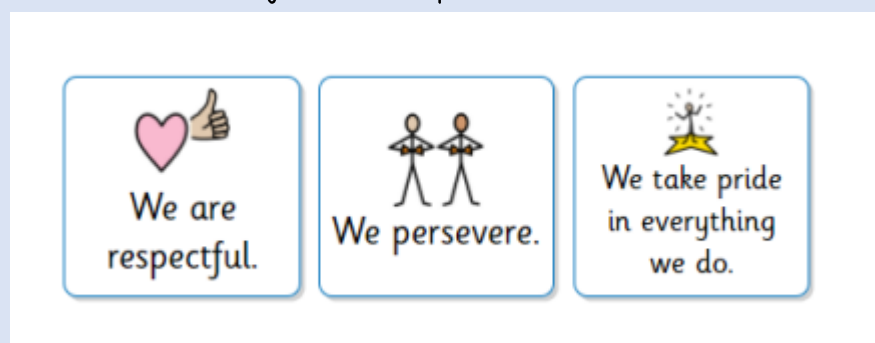 We are
respectful.
We persevere.
We take pride
in everything
we do.